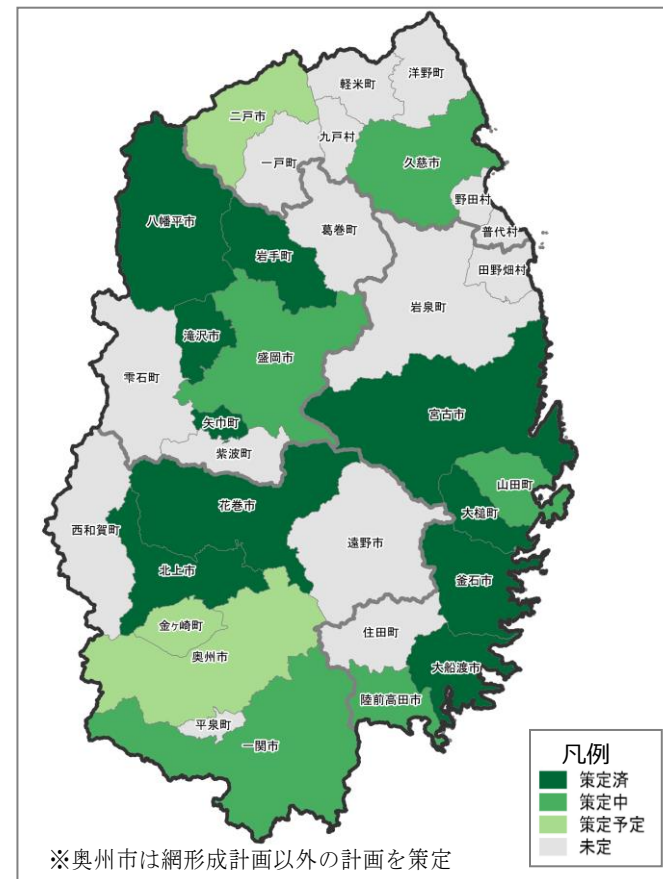 洋野町
軽米町
二戸市
九戸村
一戸町
久慈市
野田村
普代村
八幡平市
葛巻町
岩手町
田野畑村
岩泉町
滝沢市
盛岡市
雫石町
宮古市
矢巾町
紫波町
山田町
花巻市
大槌町
西和賀町
遠野市
北上市
釜石市
金ヶ崎町
住田町
奥州市
大船渡市
陸前高田市
平泉町
一関市
凡例
策定済
策定中
策定予定
未定
※奥州市は網形成計画以外の計画を策定